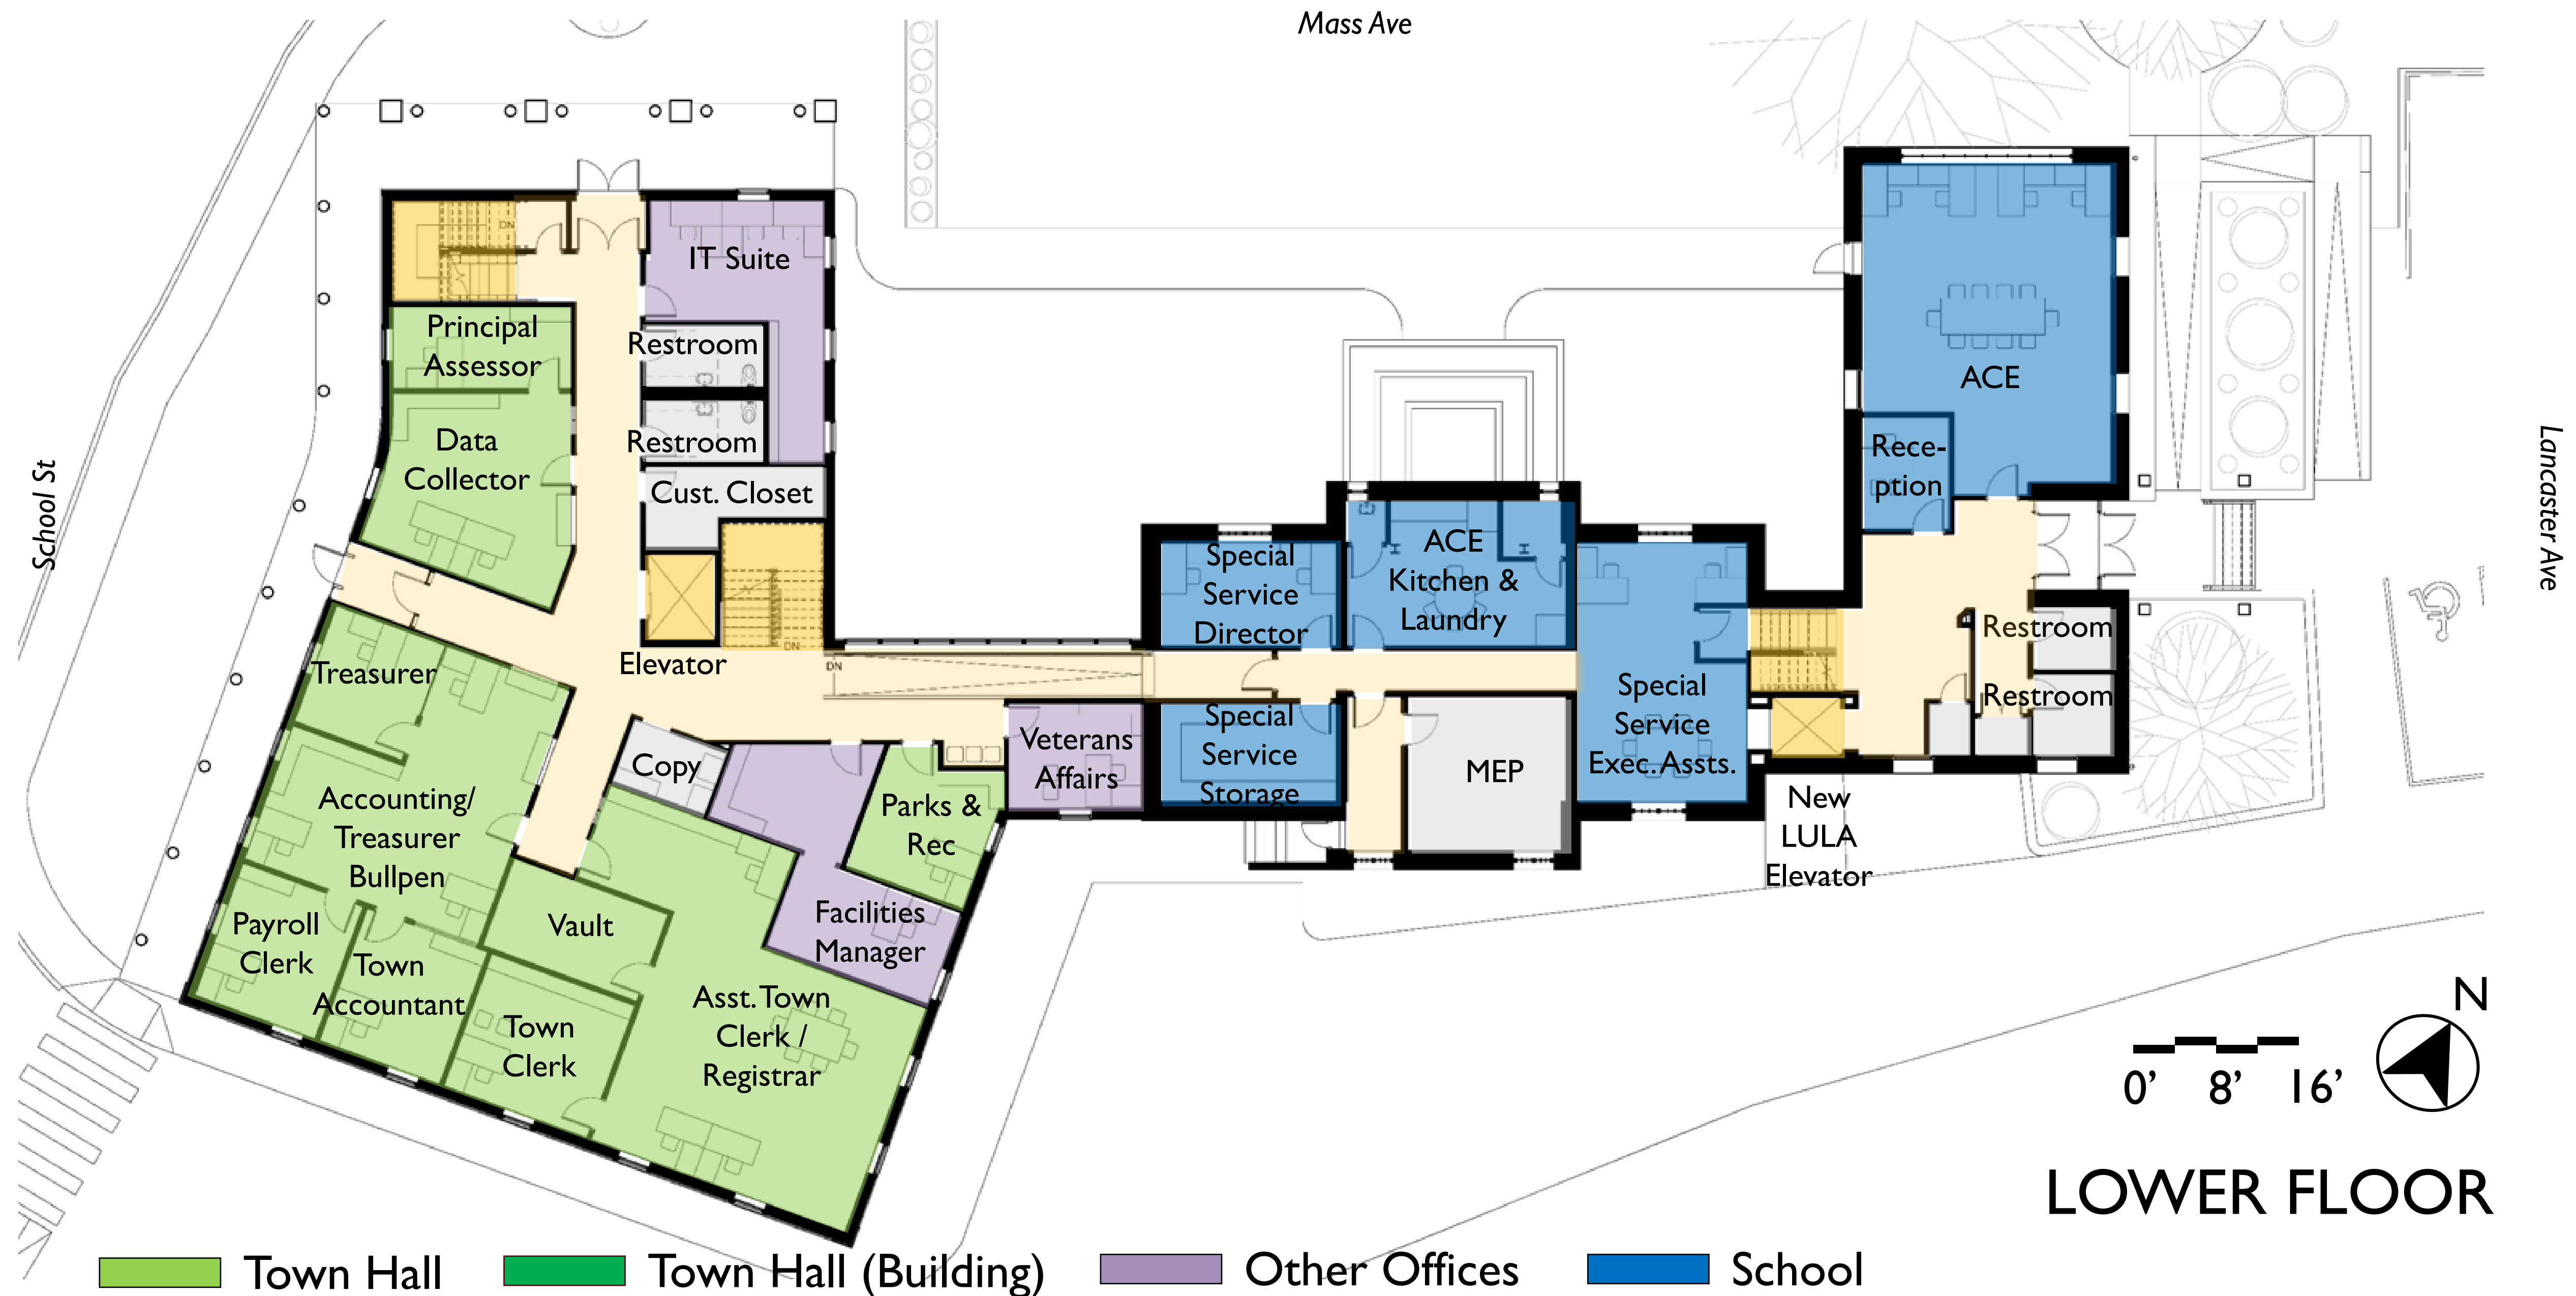 Mass Ave
School St
Lancaster Ave
DN
IT Suite
Principal
Assessor
Restroom
Data
Collector
Restroom
Cust. Closet
DN
Elevator
DN
Treasurer
Accounting/
Treasurer
Bullpen
Payroll
Clerk
Town
Accountant
Town
Clerk
Vault
Copy
Asst. Town
Clerk /
Registrar
Facilities
Manager
Parks &
Rec
Veterans
Affairs
Special
Service
Director
Special
Service
Storage
ACE
Kitchen &
Laundry
MEP
Special
Service
Exec. Assts.
New
LULA
Elevator
ACE
Rece-
ption
Restroom
Restroom
N
0' 8' 16'
LOWER FLOOR
Town Hall
Town Hall (Building)
Other Offices
School